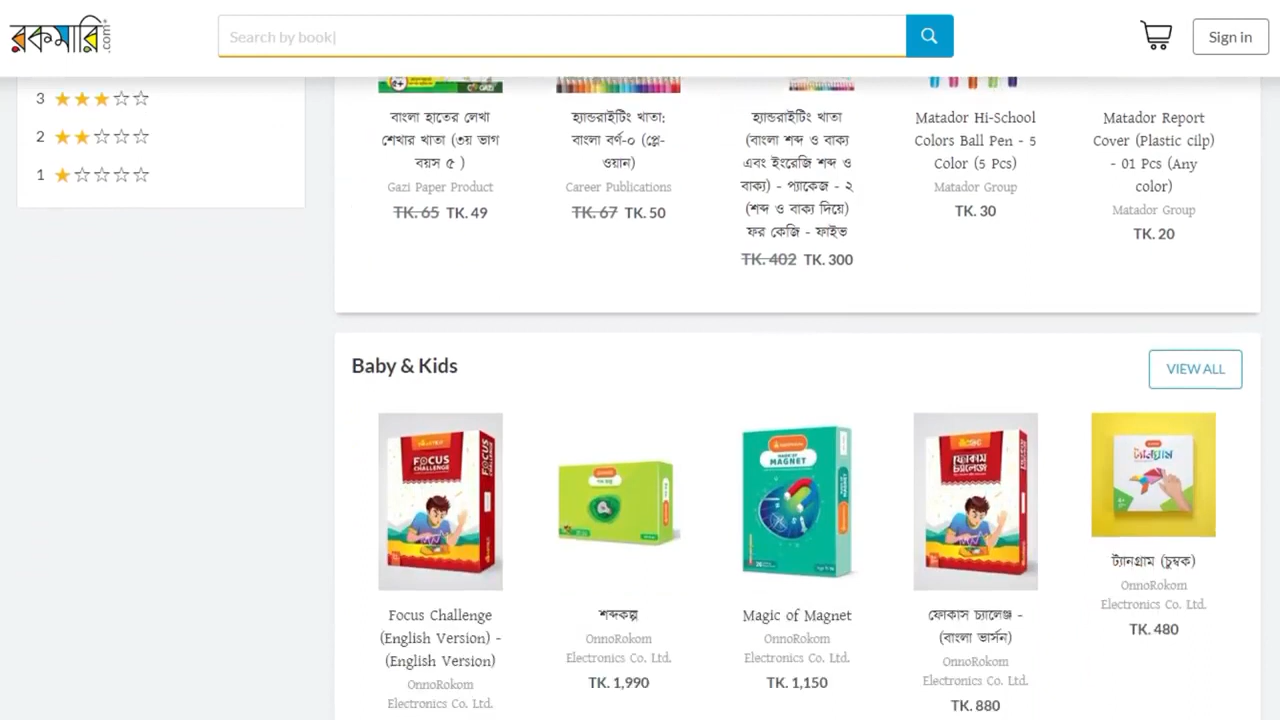 রকমারি.com
Search by book
Sign in
3
2
1
বাংলা হাতের লেখা
শেখার খাতা (৩য় ভাগ
বয়স ৫ )
Gazi Paper Product
TK. 65 TK. 49
হ্যান্ডরাইটিং খাতা:
বাংলা বর্ণ-০ (প্লে-
ওয়ান)
Career Publications
TK. 67 TK. 50
হ্যান্ডরাইটিং খাতা
(বাংলা শব্দ ও বাক্য
এবং ইংরেজি শব্দ ও
বাক্য) - প্যাকেজ - ২
(শব্দ ও বাক্য দিয়ে)
ফর কেজি - ফাইভ
TK. 402 TK. 300
Matador Hi-School
Colors Ball Pen - 5
Color (5 Pcs)
Matador Group
TK. 30
Matador Report
Cover (Plastic cilp)
- 01 Pcs (Any
color)
Matador Group
TK. 20
Baby & Kids
VIEW ALL
FOCUS
CHALLENGE
Focus Challenge
(English Version) -
(English Version)
OnnoRokom
Electronics Co. Ltd.
শব্দকল্প
OnnoRokom
Electronics Co. Ltd.
TK. 1,990
MAGNET
Magic of Magnet
OnnoRokom
Electronics Co. Ltd.
TK. 1,150
ফোকাস
চ্যালেঞ্জ
ফোকাস চ্যালেঞ্জ -
(বাংলা ভার্সন)
OnnoRokom
Electronics Co. Ltd.
TK. 880
ট্যানগ্রাম
ট্যানগ্রাম (চুম্বক)
OnnoRokom
Electronics Co. Ltd.
TK. 480